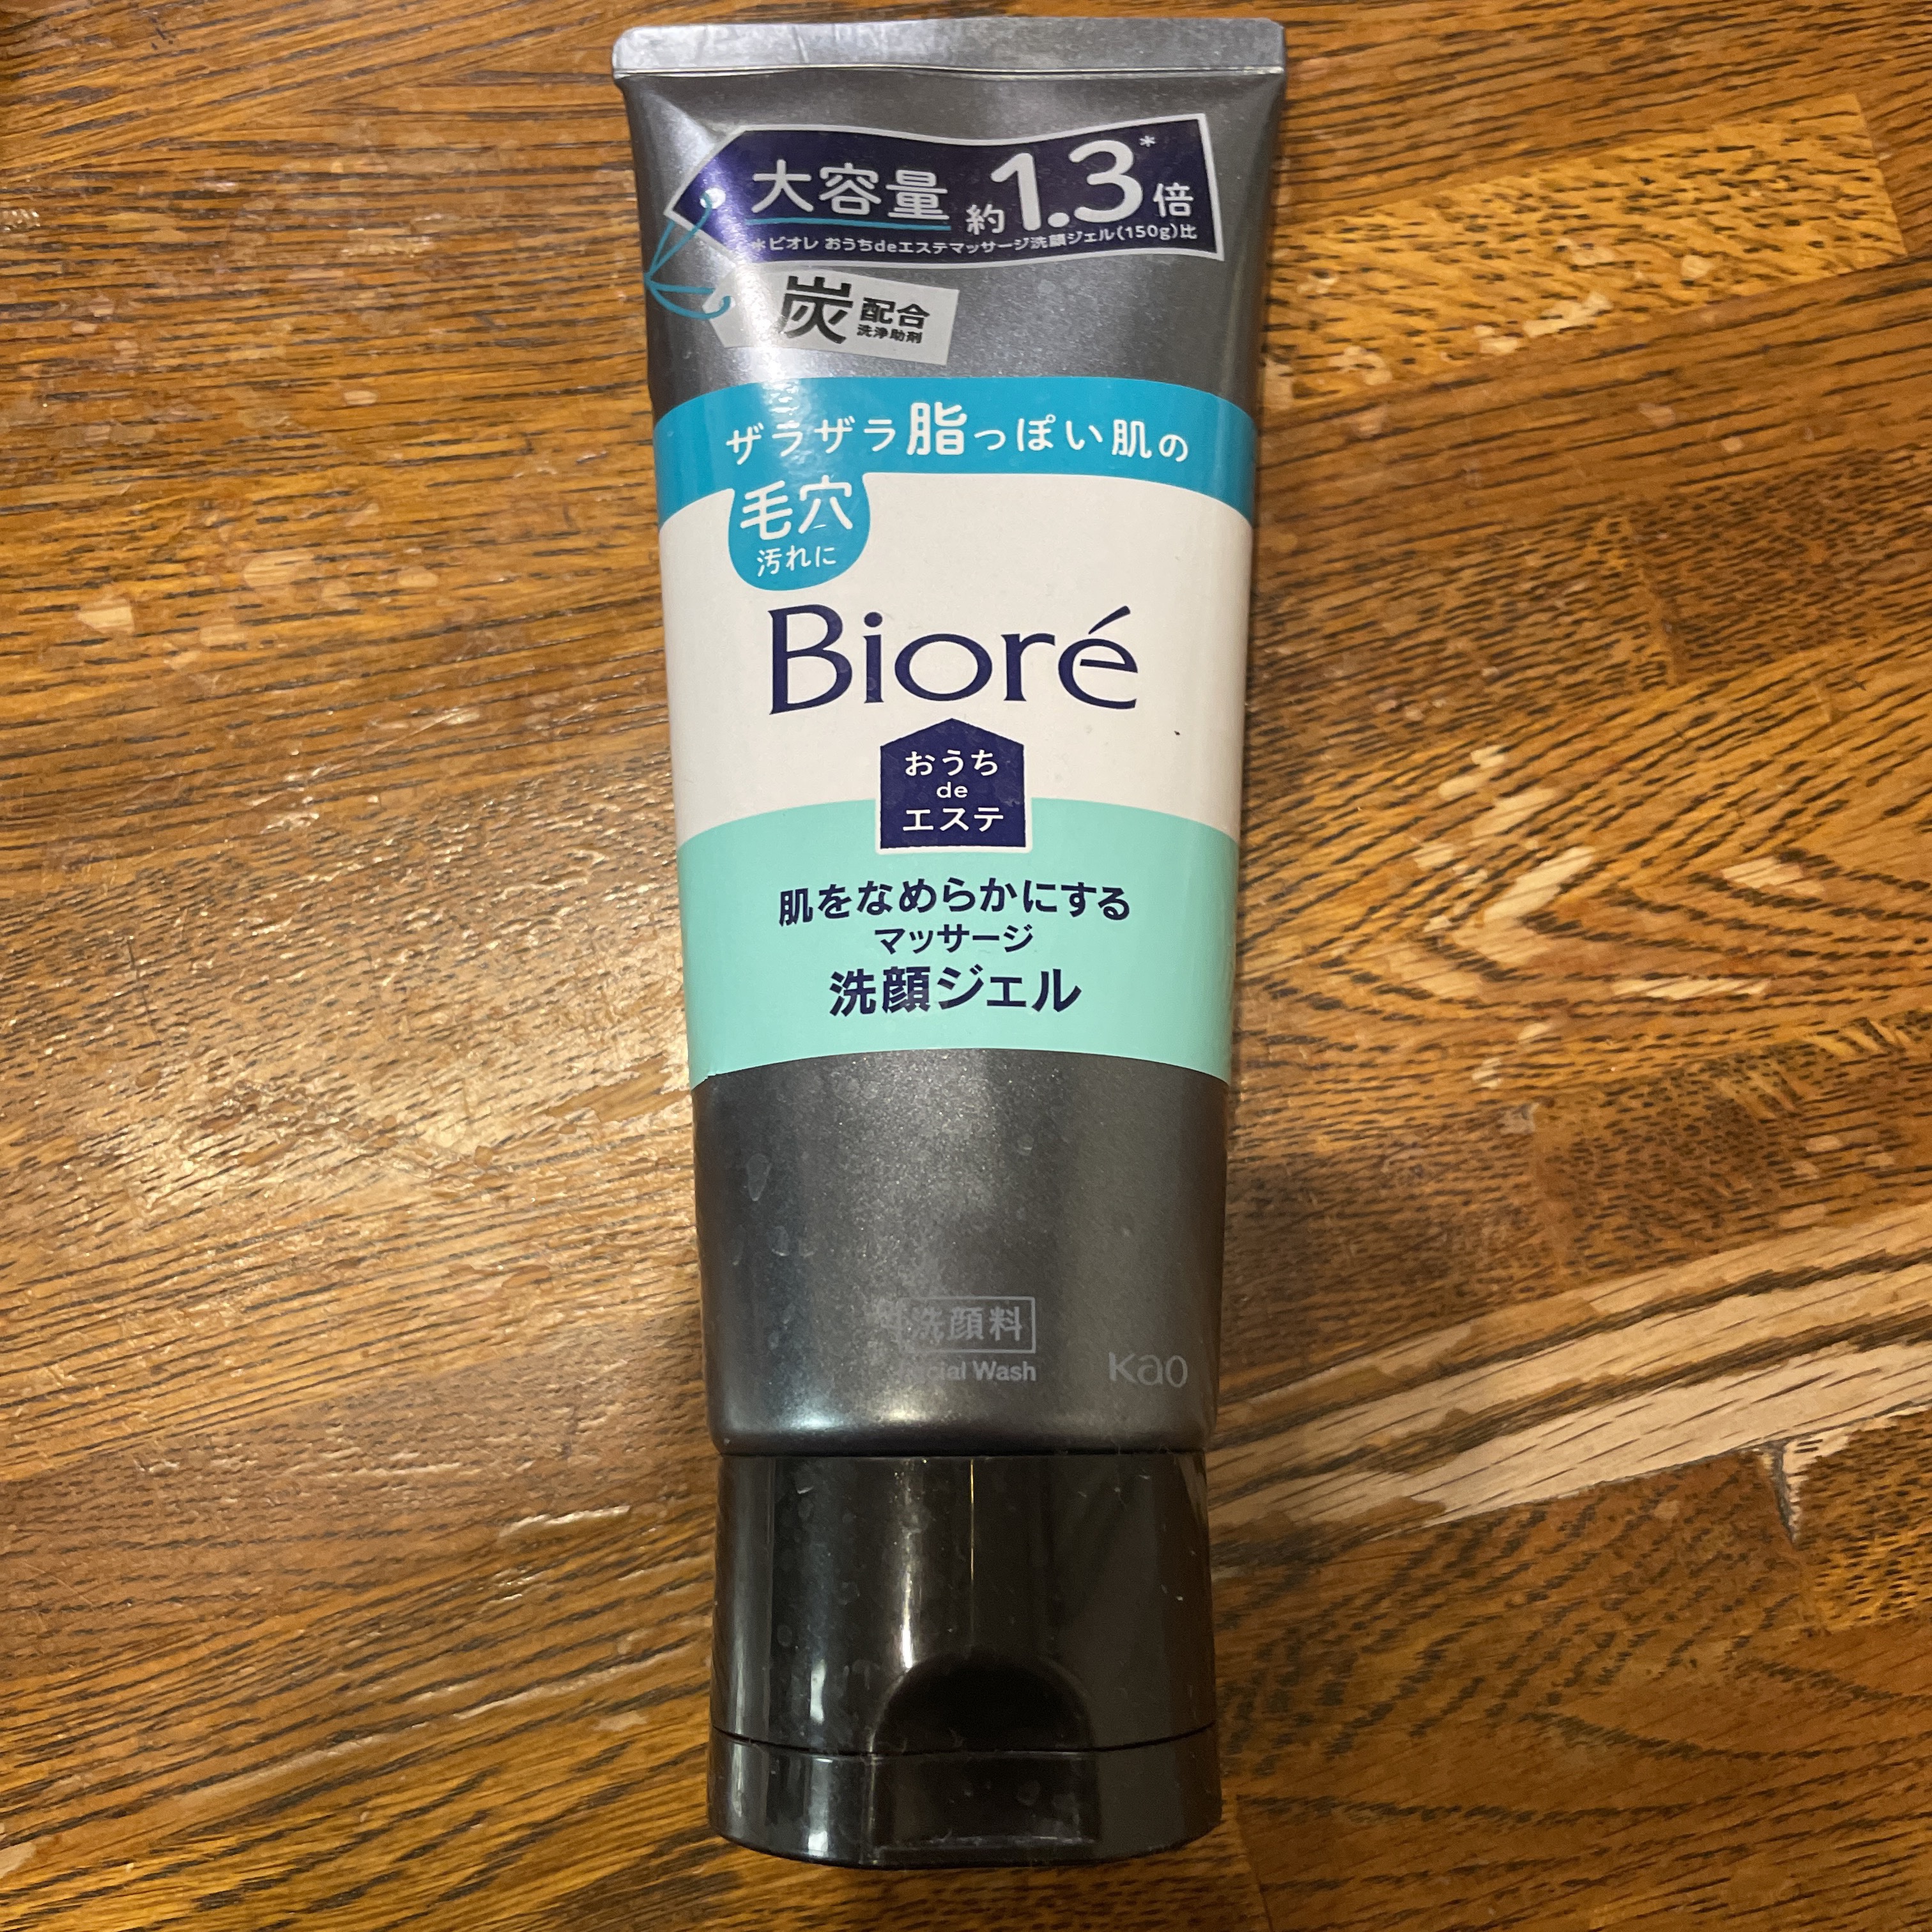 大容量 約1.3*倍
*ビオレ おうちdeエステマッサージ洗顔ジェル(150g)比
炭 配合
洗浄助剤
ザラザラ脂っぽい肌の
毛穴
汚れに
Bioré
おうち
de
エステ
肌をなめらかにする
マッサージ
洗顔ジェル
洗顔料
Facial Wash
Kao